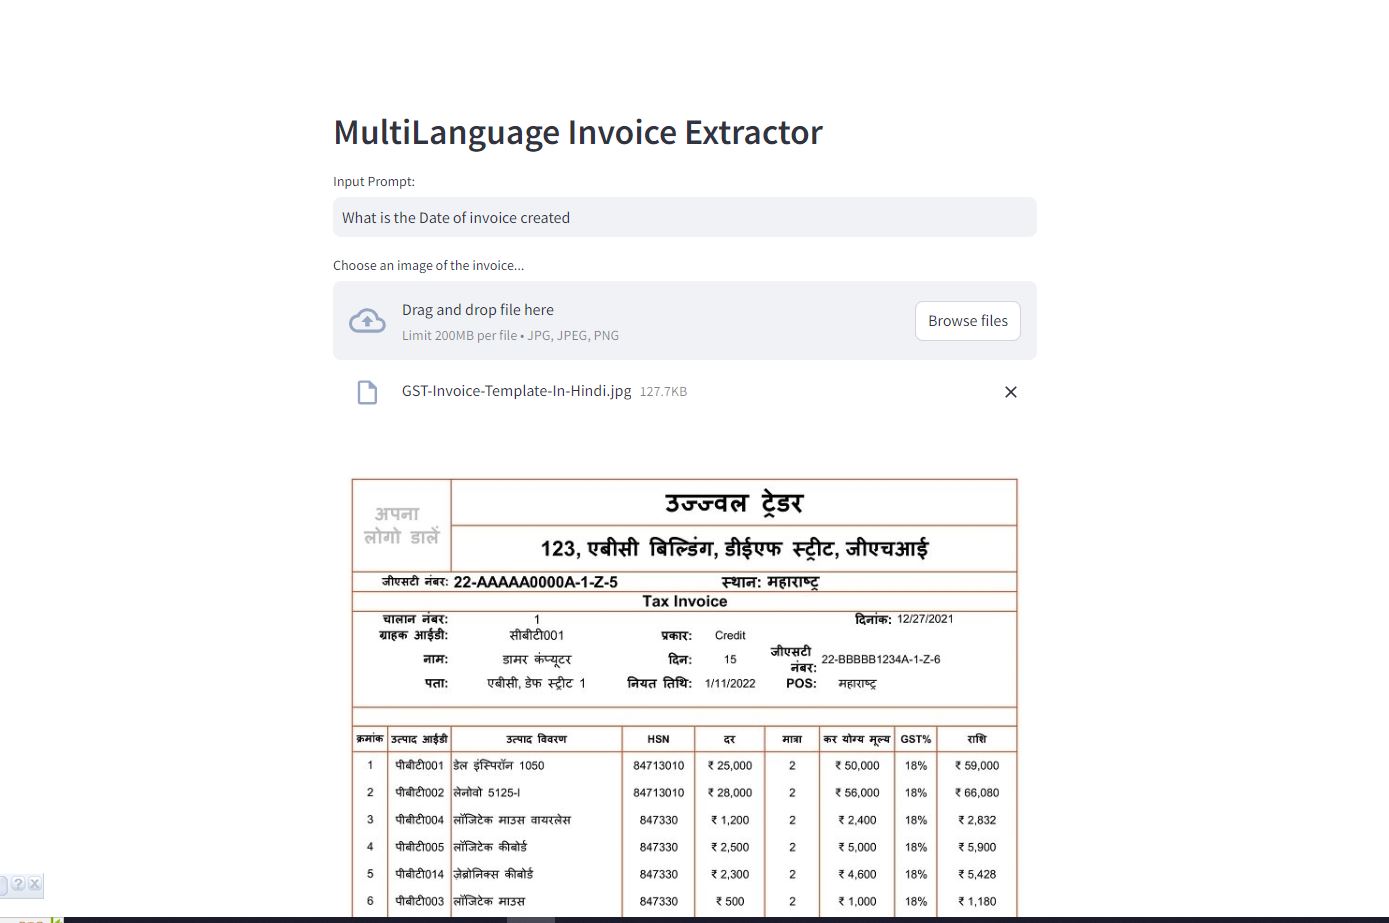 MultiLanguage Invoice Extractor
Input Prompt:
What is the Date of invoice created
Choose an image of the invoice...
Drag and drop file here
Limit 200MB per file • JPG, JPEG, PNG
Browse files
GST-Invoice-Template-In-Hindi.jpg 127.7KB
अपना
लोगो डालें
उज्ज्वल ट्रेडर
123, एबीसी बिल्डिंग, डीईएफ स्ट्रीट, जीएचआई
जीएसटी नंबर: 22-AAAAA0000A-1-Z-5 स्थान: महाराष्ट्र
Tax Invoice
चालान नंबर: 1 दिनांक: 12/27/2021
ग्राहक आईडी: सीबीटी001 प्रकार: Credit
नाम: डामर कंप्यूटर दिन: 15 जीएसटी नंबर: 22-BBBBB1234A-1-Z-6
पता: एबीसी, डेफ स्ट्रीट 1 नियत तिथि: 1/11/2022 POS: महाराष्ट्र
क्रमांक उत्पाद आईडी उत्पाद विवरण HSN दर मात्रा कर योग्य मूल्य GST% राशि
1 पीबीटी001 डेल इंस्पिरॉन 1050 84713010 ₹ 25,000 2 ₹ 50,000 18% ₹ 59,000
2 पीबीटी002 लेनोवो 5125-I 84713010 ₹ 28,000 2 ₹ 56,000 18% ₹ 66,080
3 पीबीटी004 लॉजिटेक माउस वायरलेस 847330 ₹ 1,200 2 ₹ 2,400 18% ₹ 2,832
4 पीबीटी005 लॉजिटेक कीबोर्ड 847330 ₹ 2,500 2 ₹ 5,000 18% ₹ 5,900
5 पीबीटी014 ज़ेब्रोनिक्स कीबोर्ड 847330 ₹ 2,300 2 ₹ 4,600 18% ₹ 5,428
6 पीबीटी003 लॉजिटेक माउस 847330 ₹ 500 2 ₹ 1,000 18% ₹ 1,180